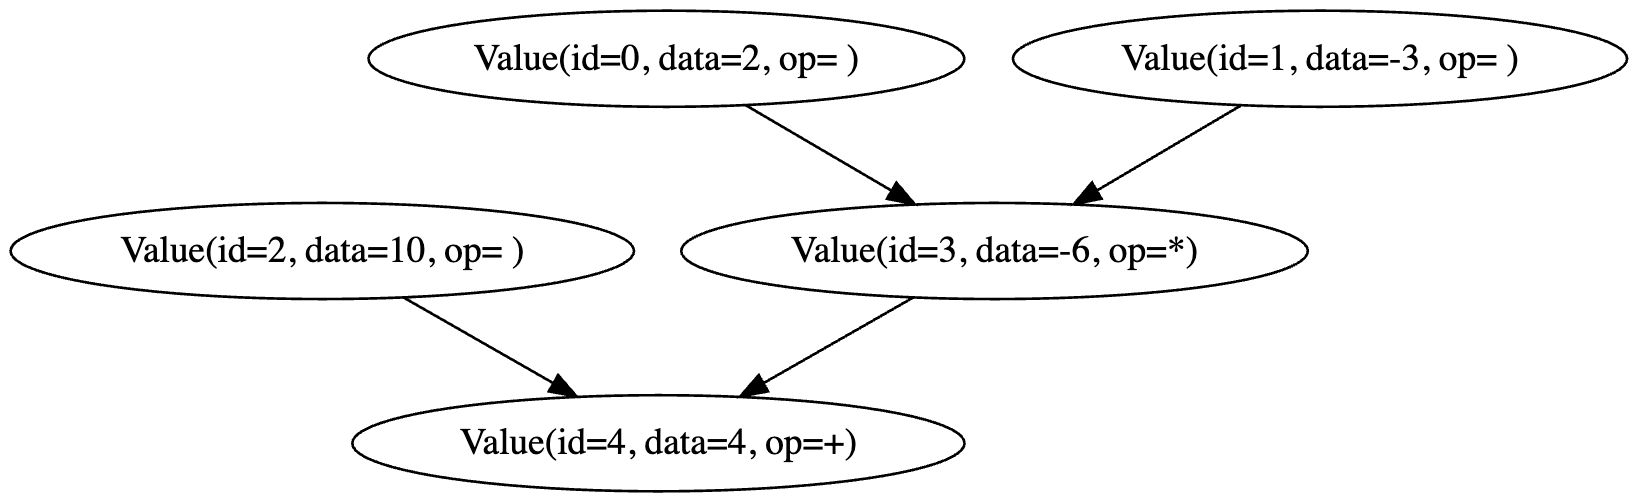 Value(id=0, data=2, op= )
Value(id=1, data=-3, op= )
Value(id=2, data=10, op= )
Value(id=3, data=-6, op=*)
Value(id=4, data=4, op=+)